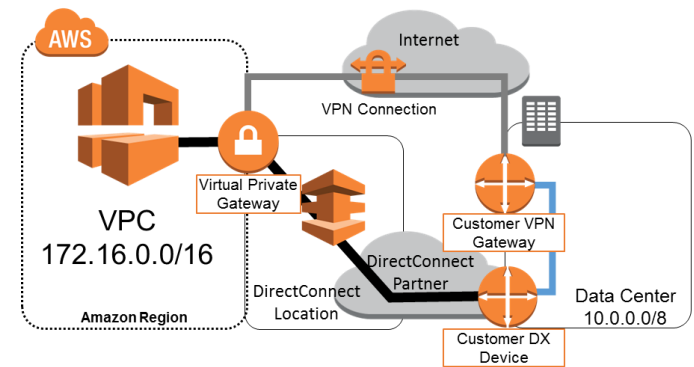 AWS
Internet
VPN Connection
Virtual Private
Gateway
VPC
172.16.0.0/16
Customer VPN
Gateway
DirectConnect
Partner
DirectConnect
Location
Data Center
10.0.0.0/8
Amazon Region
Customer DX
Device